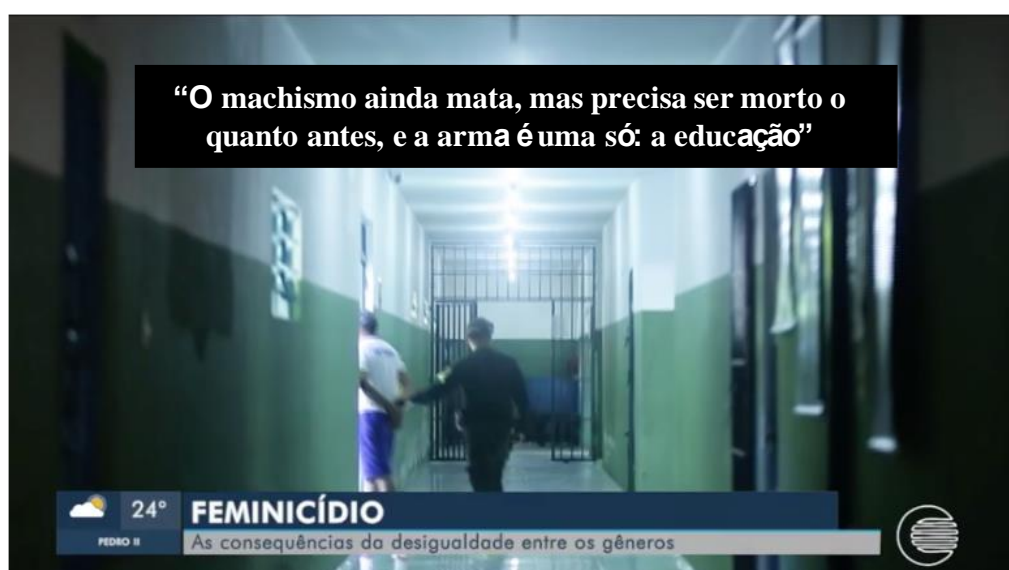 “O machismo ainda mata, mas precisa ser morto o
quanto antes, e a arma é uma só: a educação”
24°
FEMINICÍDIO
PEDRO II
As consequências da desigualdade entre os gêneros